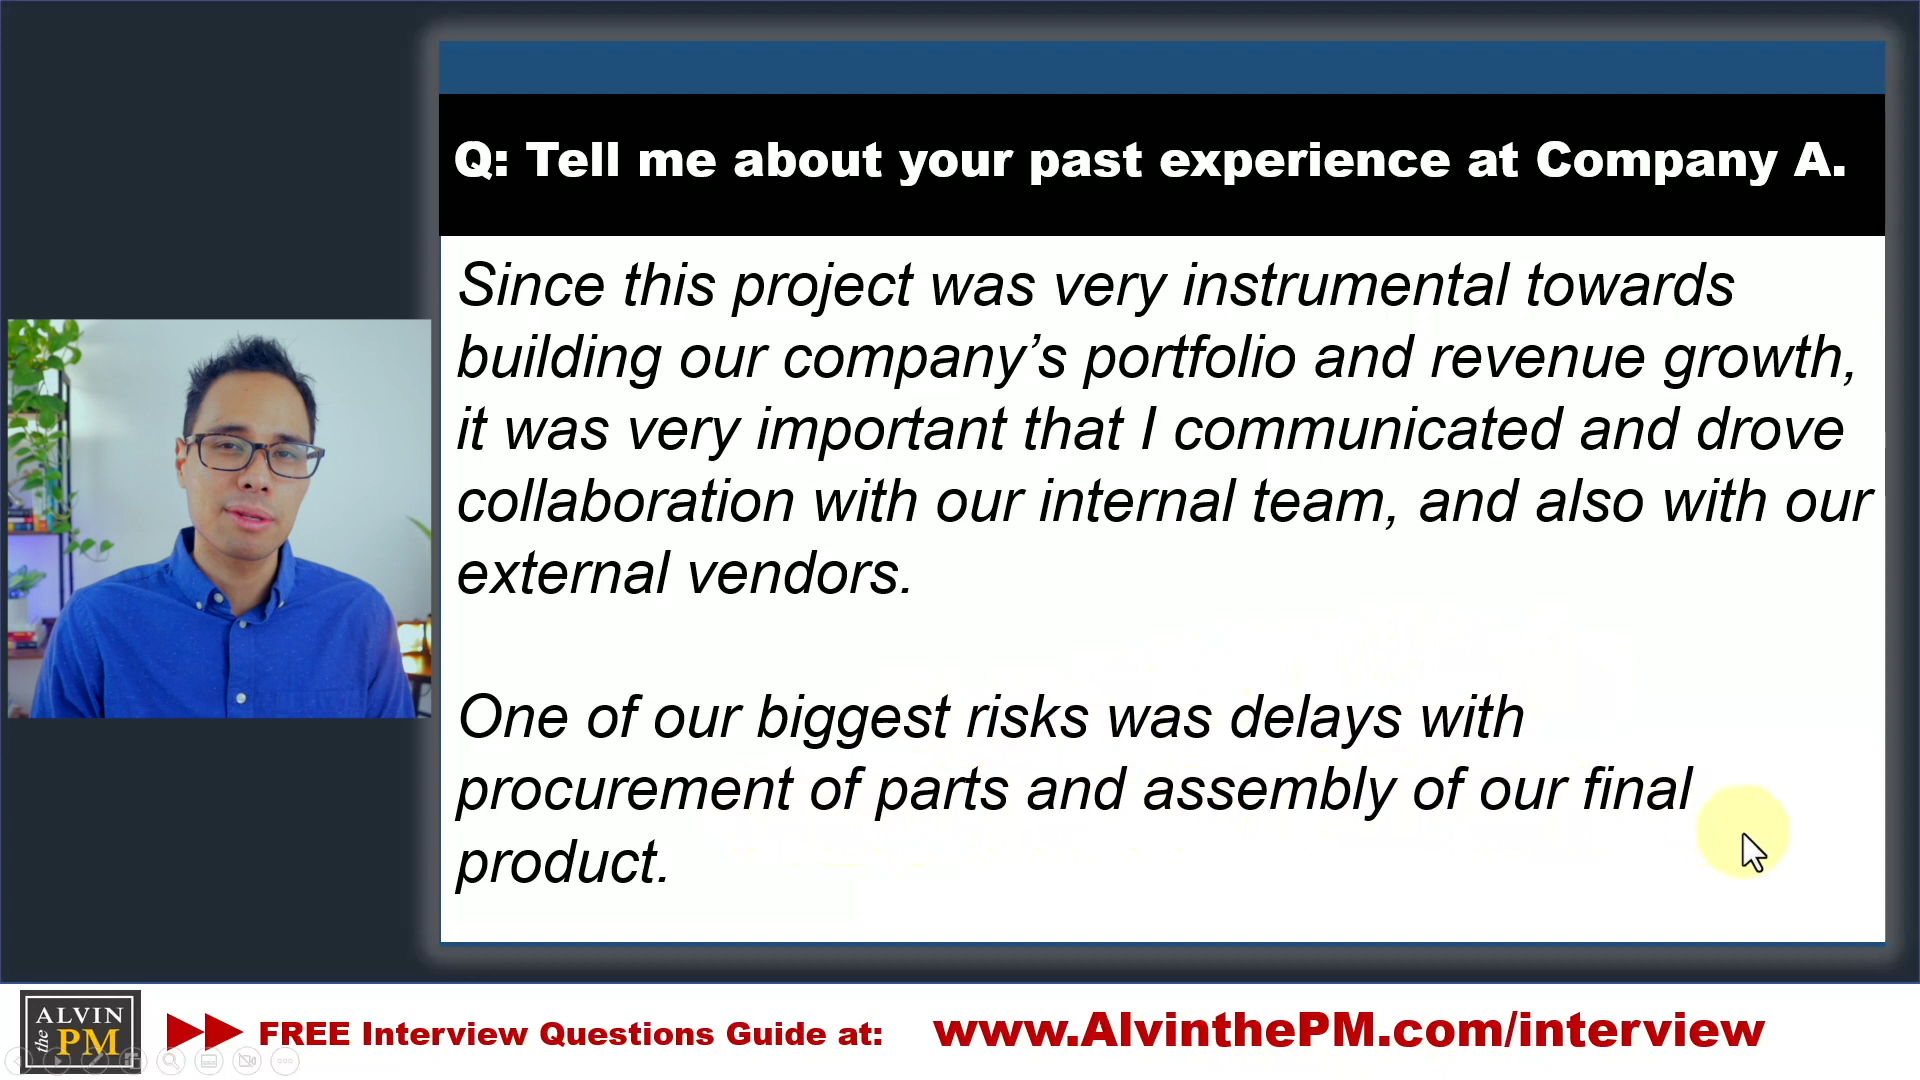 Q: Tell me about your past experience at Company A.
Since this project was very instrumental towards
building our company’s portfolio and revenue growth,
it was very important that I communicated and drove
collaboration with our internal team, and also with our
external vendors.
One of our biggest risks was delays with
procurement of parts and assembly of our final
product.
ALVIN
the PM
FREE Interview Questions Guide at:
www.AlvinthePM.com/interview